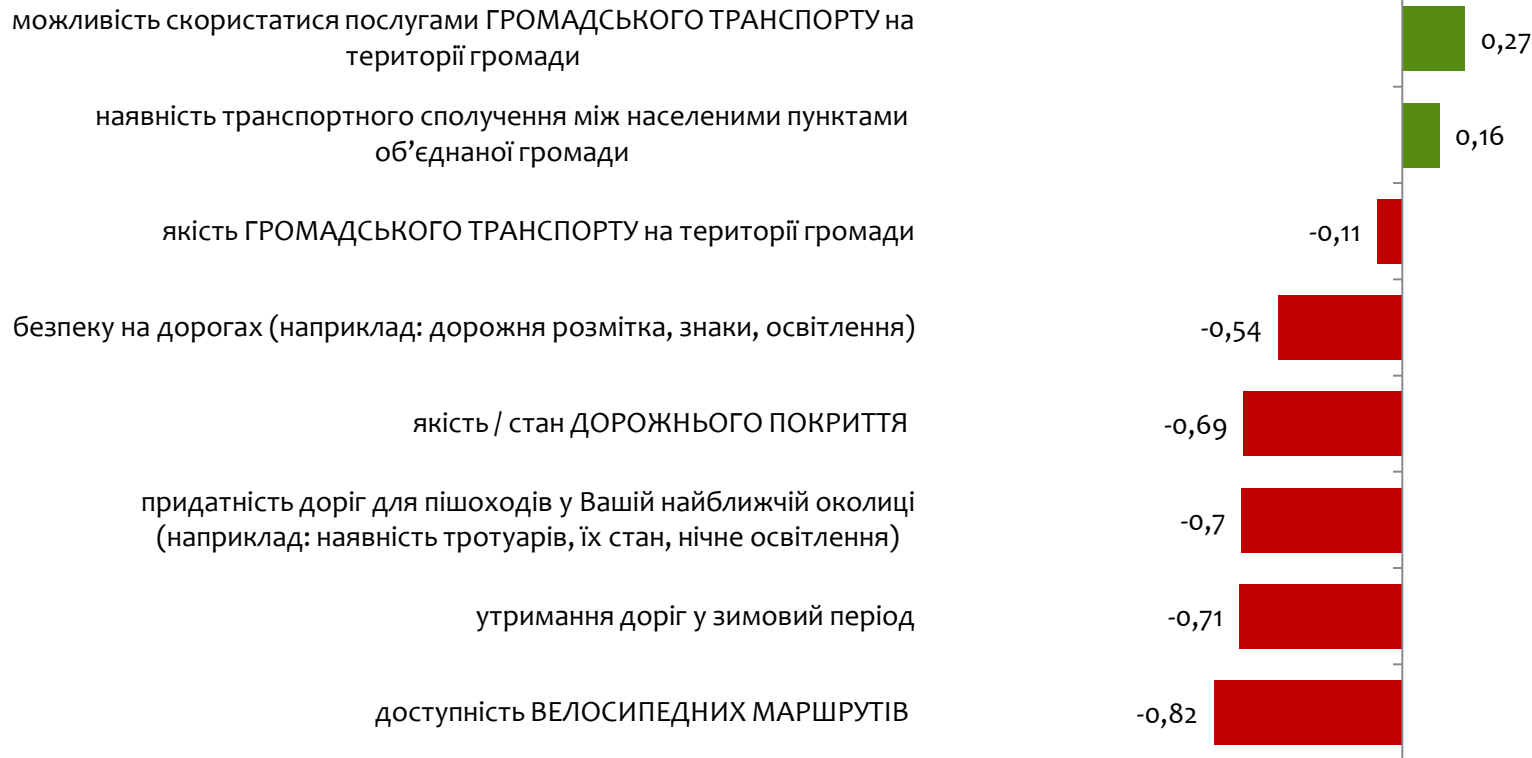 можливість скористатися послугами ГРОМАДСЬКОГО ТРАНСПОРТУ на
території громади
0,27
наявність транспортного сполучення між населеними пунктами
об’єднаної громади
0,16
якість ГРОМАДСЬКОГО ТРАНСПОРТУ на території громади
-0,11
безпеку на дорогах (наприклад: дорожня розмітка, знаки, освітлення)
-0,54
якість / стан ДОРОЖНЬОГО ПОКРИТТЯ
-0,69
придатність доріг для пішоходів у Вашій найближчій околиці
(наприклад: наявність тротуарів, їх стан, нічне освітлення)
-0,7
утримання доріг у зимовий період
-0,71
доступність ВЕЛОСИПЕДНИХ МАРШРУТІВ
-0,82